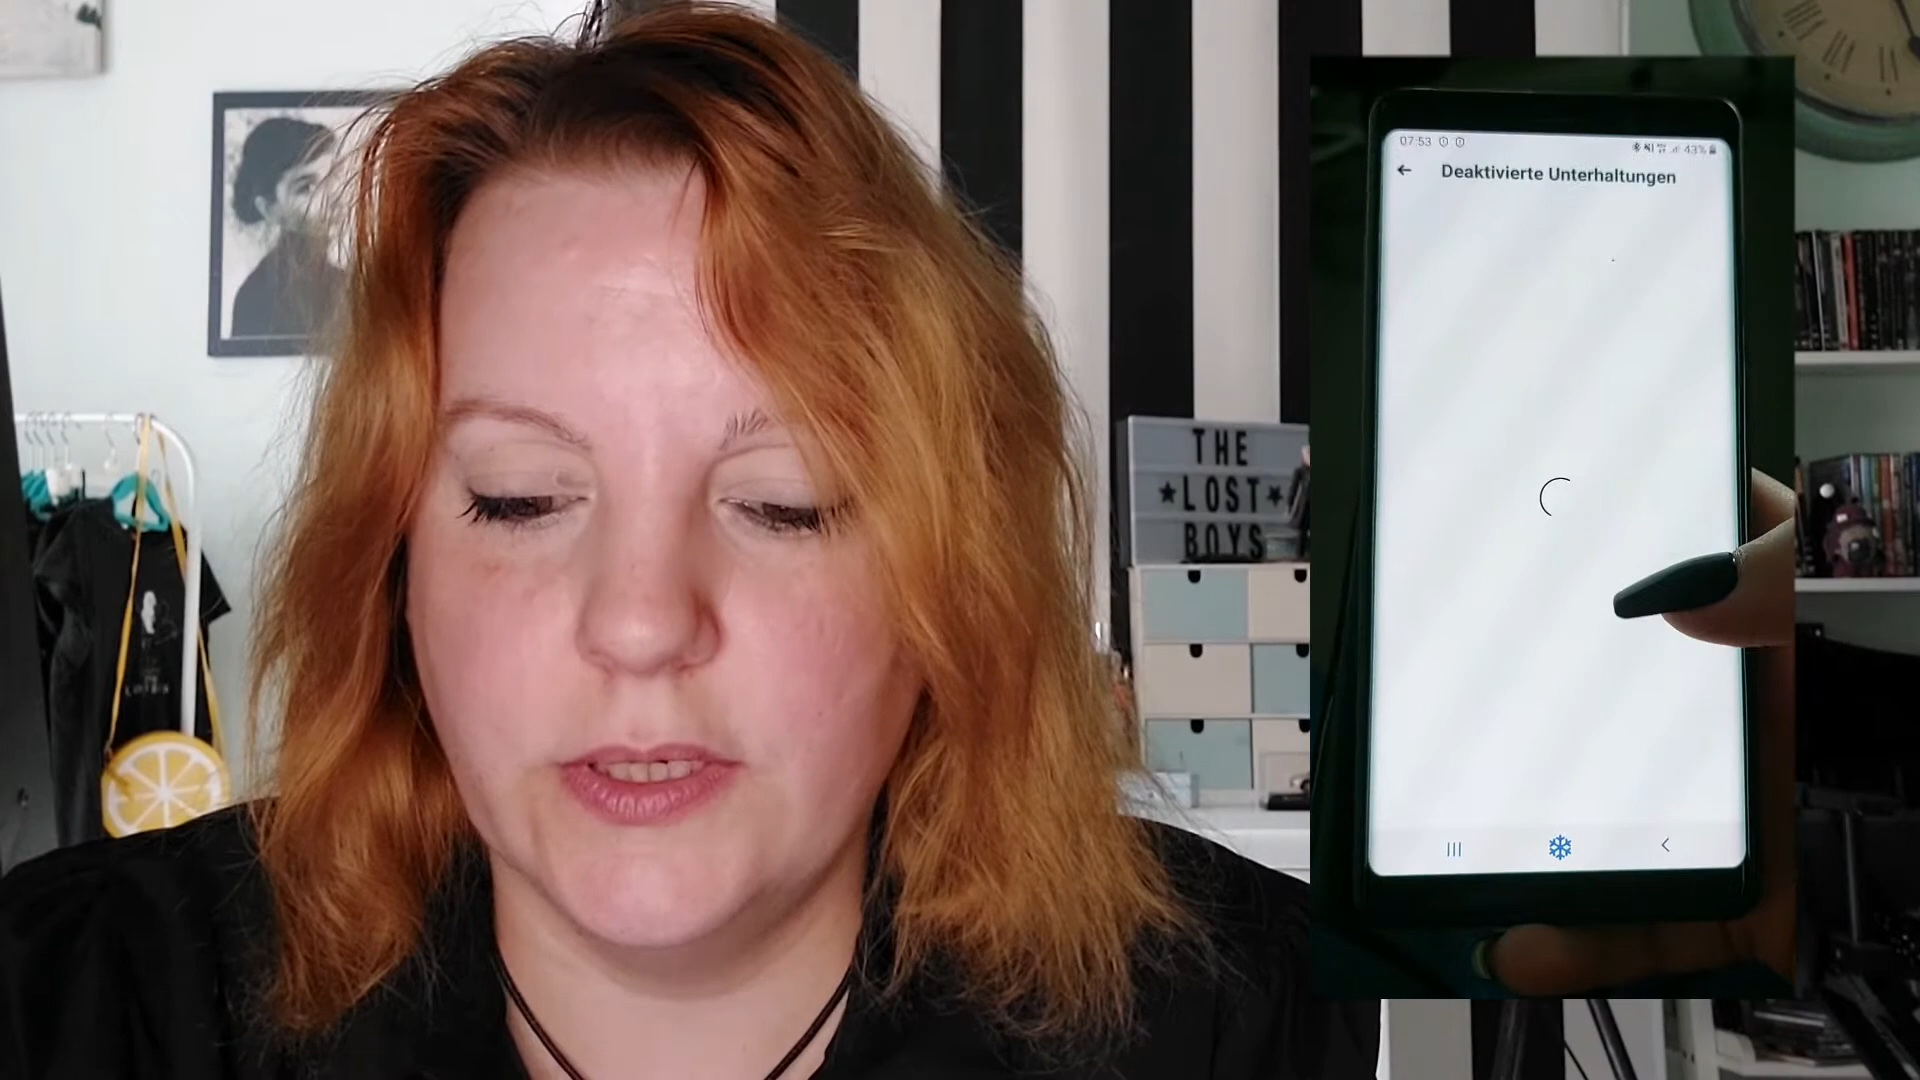 THE
★LOST★
BOYS
07:53
43%
Deaktivierte Unterhaltungen